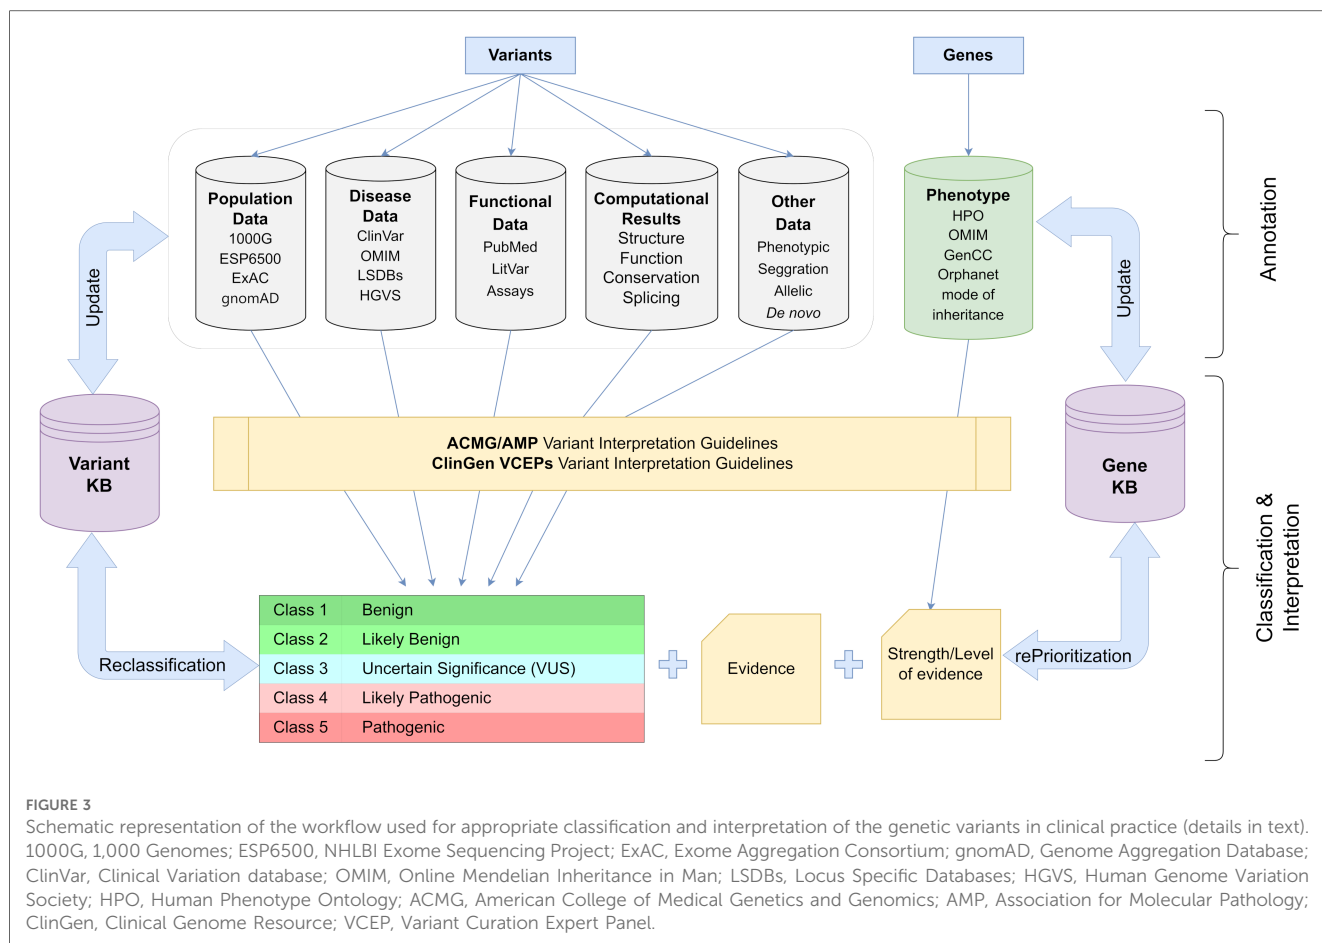 Variants
Genes
Population
Data
1000G
ESP6500
ExAC
gnomAD
Disease
Data
ClinVar
OMIM
LSDBs
HGVS
Functional
Data
PubMed
LitVar
Assays
Computational
Results
Structure
Function
Conservation
Splicing
Other
Data
Phenotypic
Seggration
Allelic
De novo
Phenotype
HPO
OMIM
GenCC
Orphanet
mode of
inheritance
Annotation
Update
Update
Variant
KB
ACMG/AMP Variant Interpretation Guidelines
ClinGen VCEPs Variant Interpretation Guidelines
Gene
KB
Classification &
Interpretation
Reclassification
Class 1 Benign
Class 2 Likely Benign
Class 3 Uncertain Significance (VUS)
Class 4 Likely Pathogenic
Class 5 Pathogenic
Evidence
Strength/Level
of evidence
rePrioritization
FIGURE 3
Schematic representation of the workflow used for appropriate classification and interpretation of the genetic variants in clinical practice (details in text).
1000G, 1,000 Genomes; ESP6500, NHLBI Exome Sequencing Project; ExAC, Exome Aggregation Consortium; gnomAD, Genome Aggregation Database;
ClinVar, Clinical Variation database; OMIM, Online Mendelian Inheritance in Man; LSDBs, Locus Specific Databases; HGVS, Human Genome Variation
Society; HPO, Human Phenotype Ontology; ACMG, American College of Medical Genetics and Genomics; AMP, Association for Molecular Pathology;
ClinGen, Clinical Genome Resource; VCEP, Variant Curation Expert Panel.